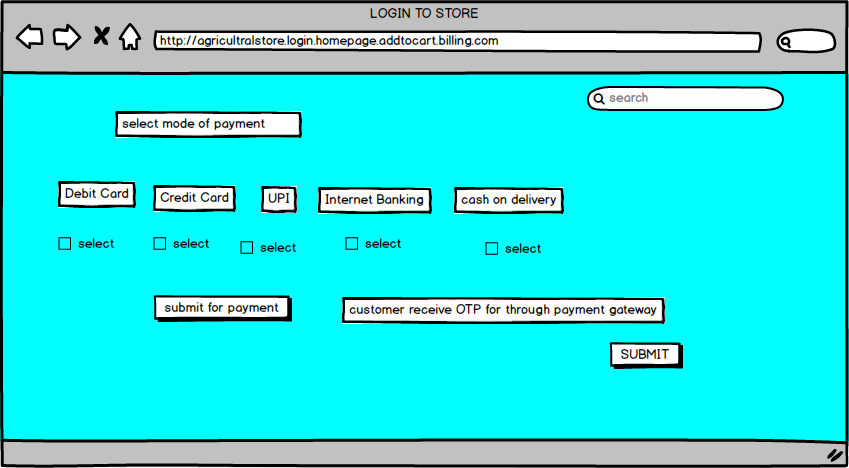 LOGIN TO STORE
http://agricultralstore.login.homepage.addtocart.billing.com
search
select mode of payment
Debit Card
Credit Card
UPI
Internet Banking
cash on delivery
select
select
select
select
select
submit for payment
customer receive OTP for through payment gateway
SUBMIT